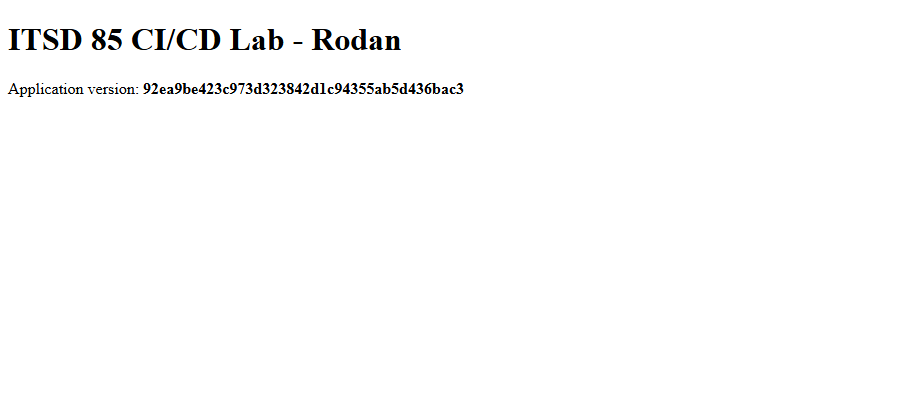 ITSD 85 CI/CD Lab - Rodan
Application version: 92ea9be423c973d323842d1c94355ab5d436bac3